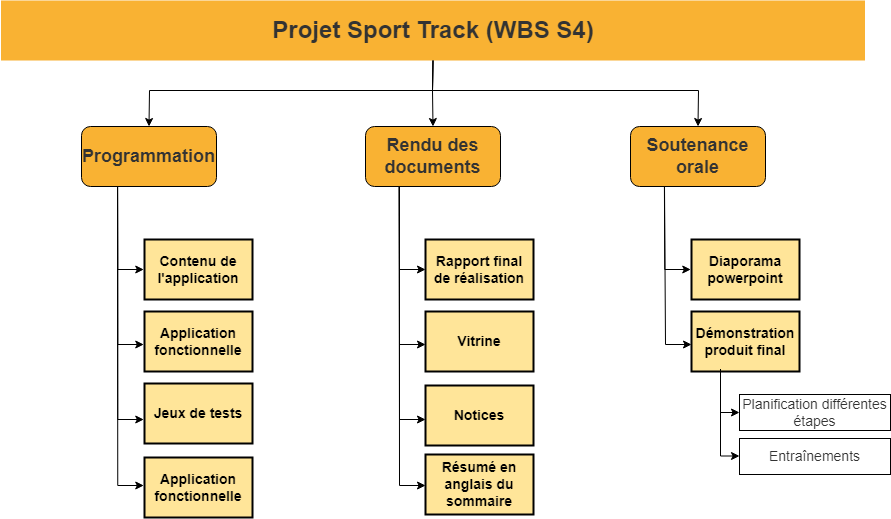 Projet Sport Track (WBS S4)
Programmation
Rendu des
documents
Soutenance
orale
Contenu de
l'application
Application
fonctionnelle
Jeux de tests
Application
fonctionnelle
Rapport final
de réalisation
Vitrine
Notices
Résumé en
anglais du
sommaire
Diaporama
powerpoint
Démonstration
produit final
Planification différentes
étapes
Entraînements